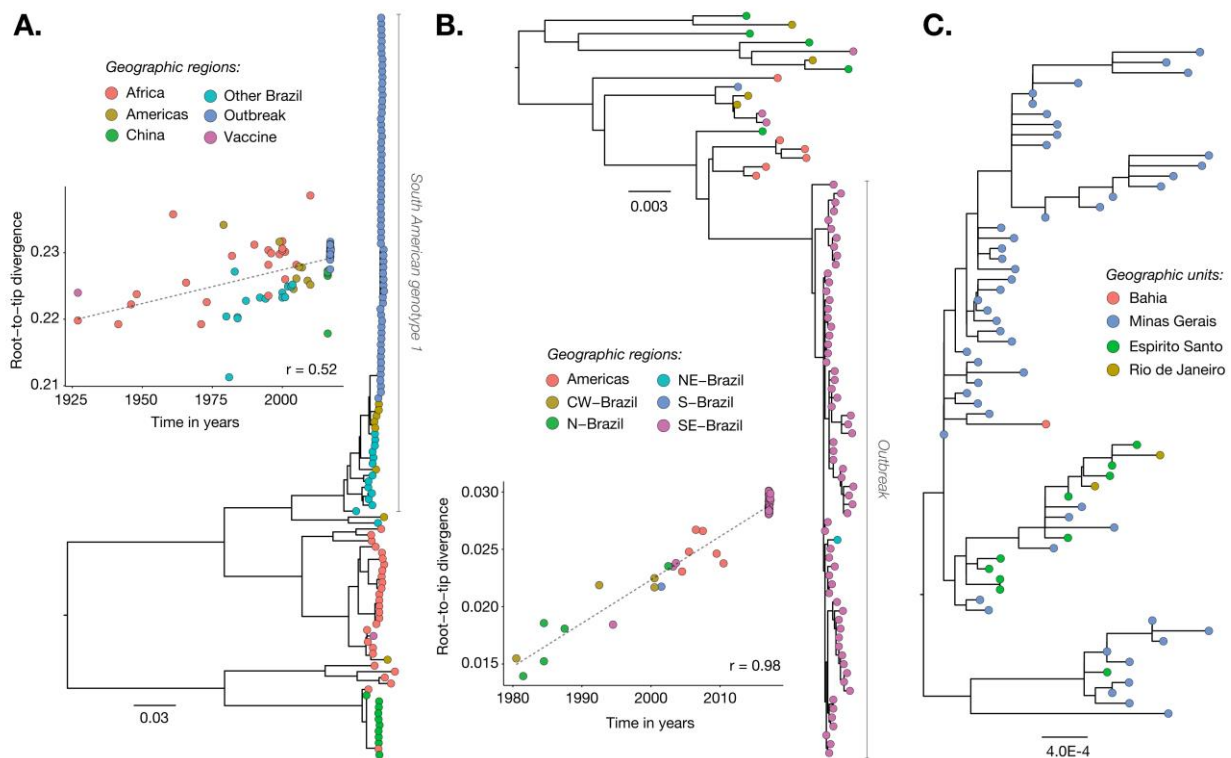 A.
Geographic regions:
Africa
Americas
China
Other Brazil
Outbreak
Vaccine
South American genotype 1
Root−to−tip divergence
0.23
0.22
0.21
1925
1950
1975
2000
r = 0.52
Time in years
0.03
B.
0.003
Geographic regions:
Americas
CW−Brazil
N−Brazil
NE−Brazil
S−Brazil
SE−Brazil
Outbreak
Root−to−tip divergence
0.030
0.025
0.020
0.015
1980
1990
2000
2010
r = 0.98
Time in years
C.
Geographic units:
Bahia
Minas Gerais
Espirito Santo
Rio de Janeiro
4.0E-4